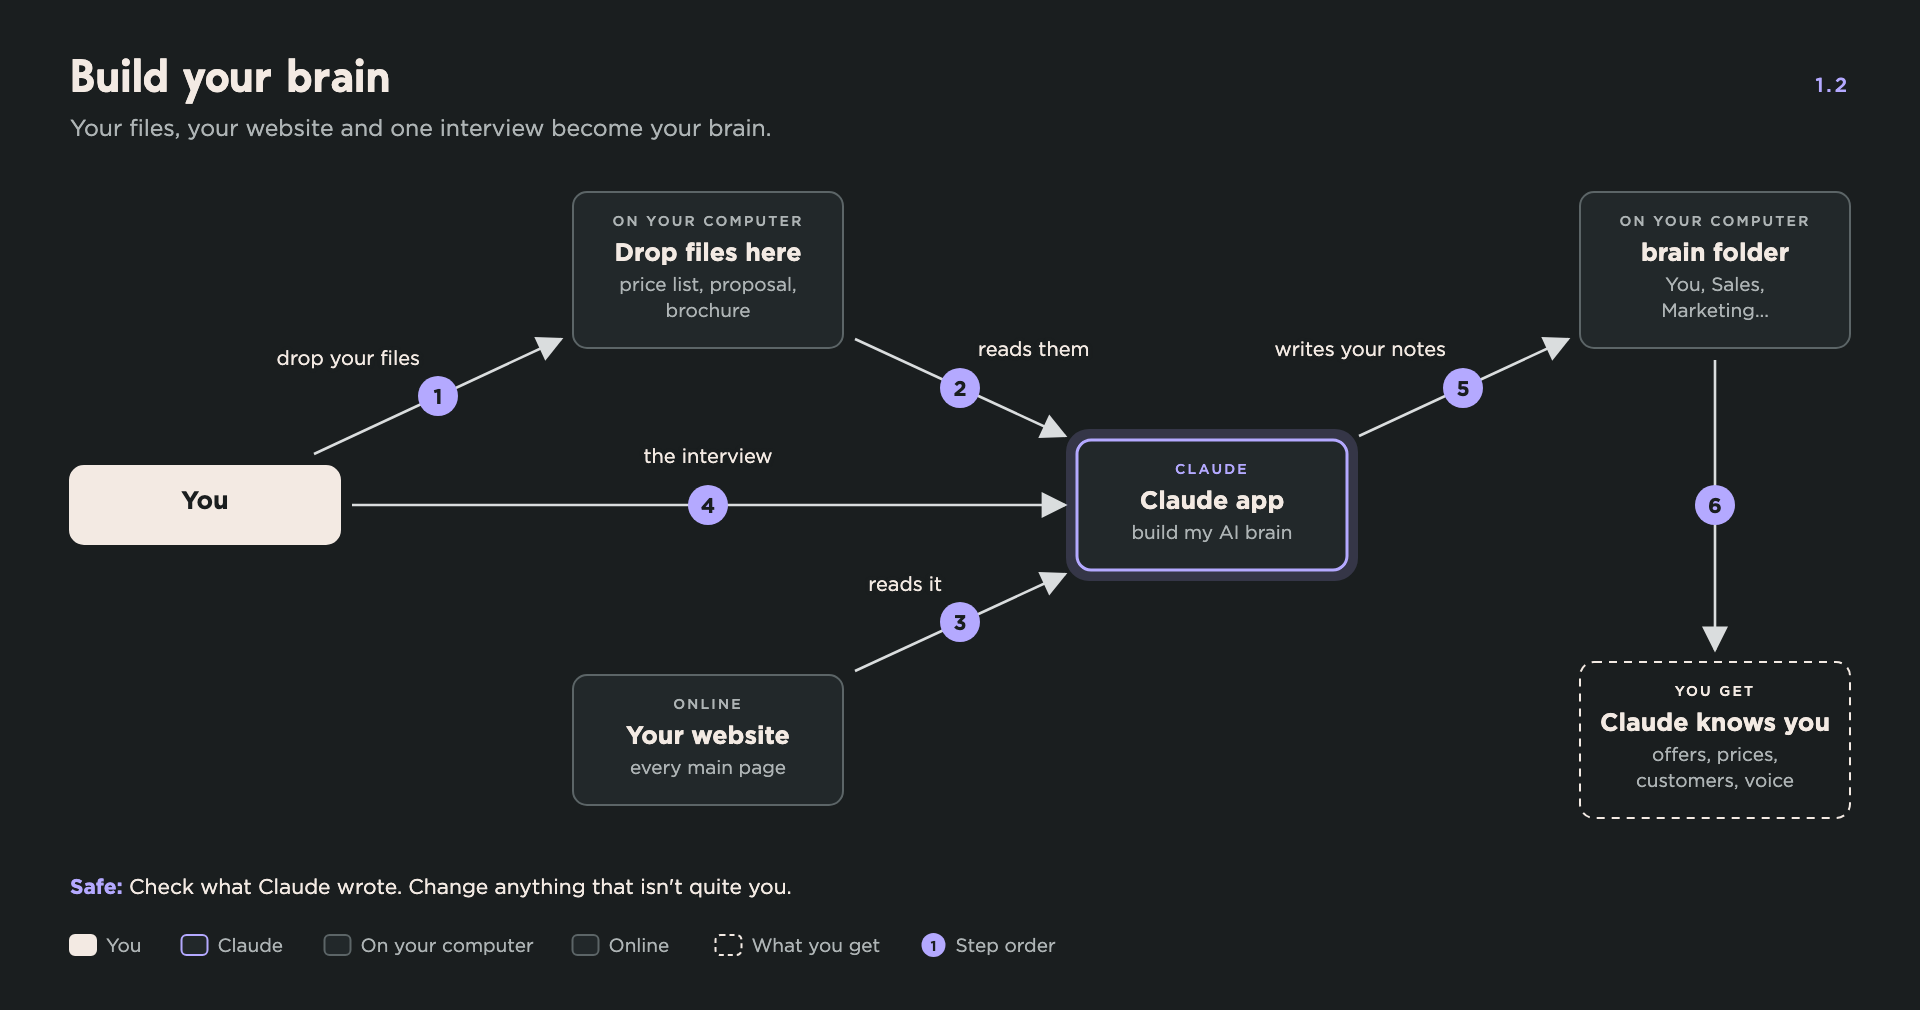 Build your brain
1.2
Your files, your website and one interview become your brain.
ON YOUR COMPUTER
Drop files here
price list, proposal,
brochure
ON YOUR COMPUTER
brain folder
You, Sales,
Marketing...
drop your files
1
reads them
2
writes your notes
5
You
the interview
4
CLAUDE
Claude app
build my AI brain
6
reads it
3
ONLINE
Your website
every main page
YOU GET
Claude knows you
offers, prices,
customers, voice
Safe: Check what Claude wrote. Change anything that isn't quite you.
You
Claude
On your computer
Online
What you get
1 Step order